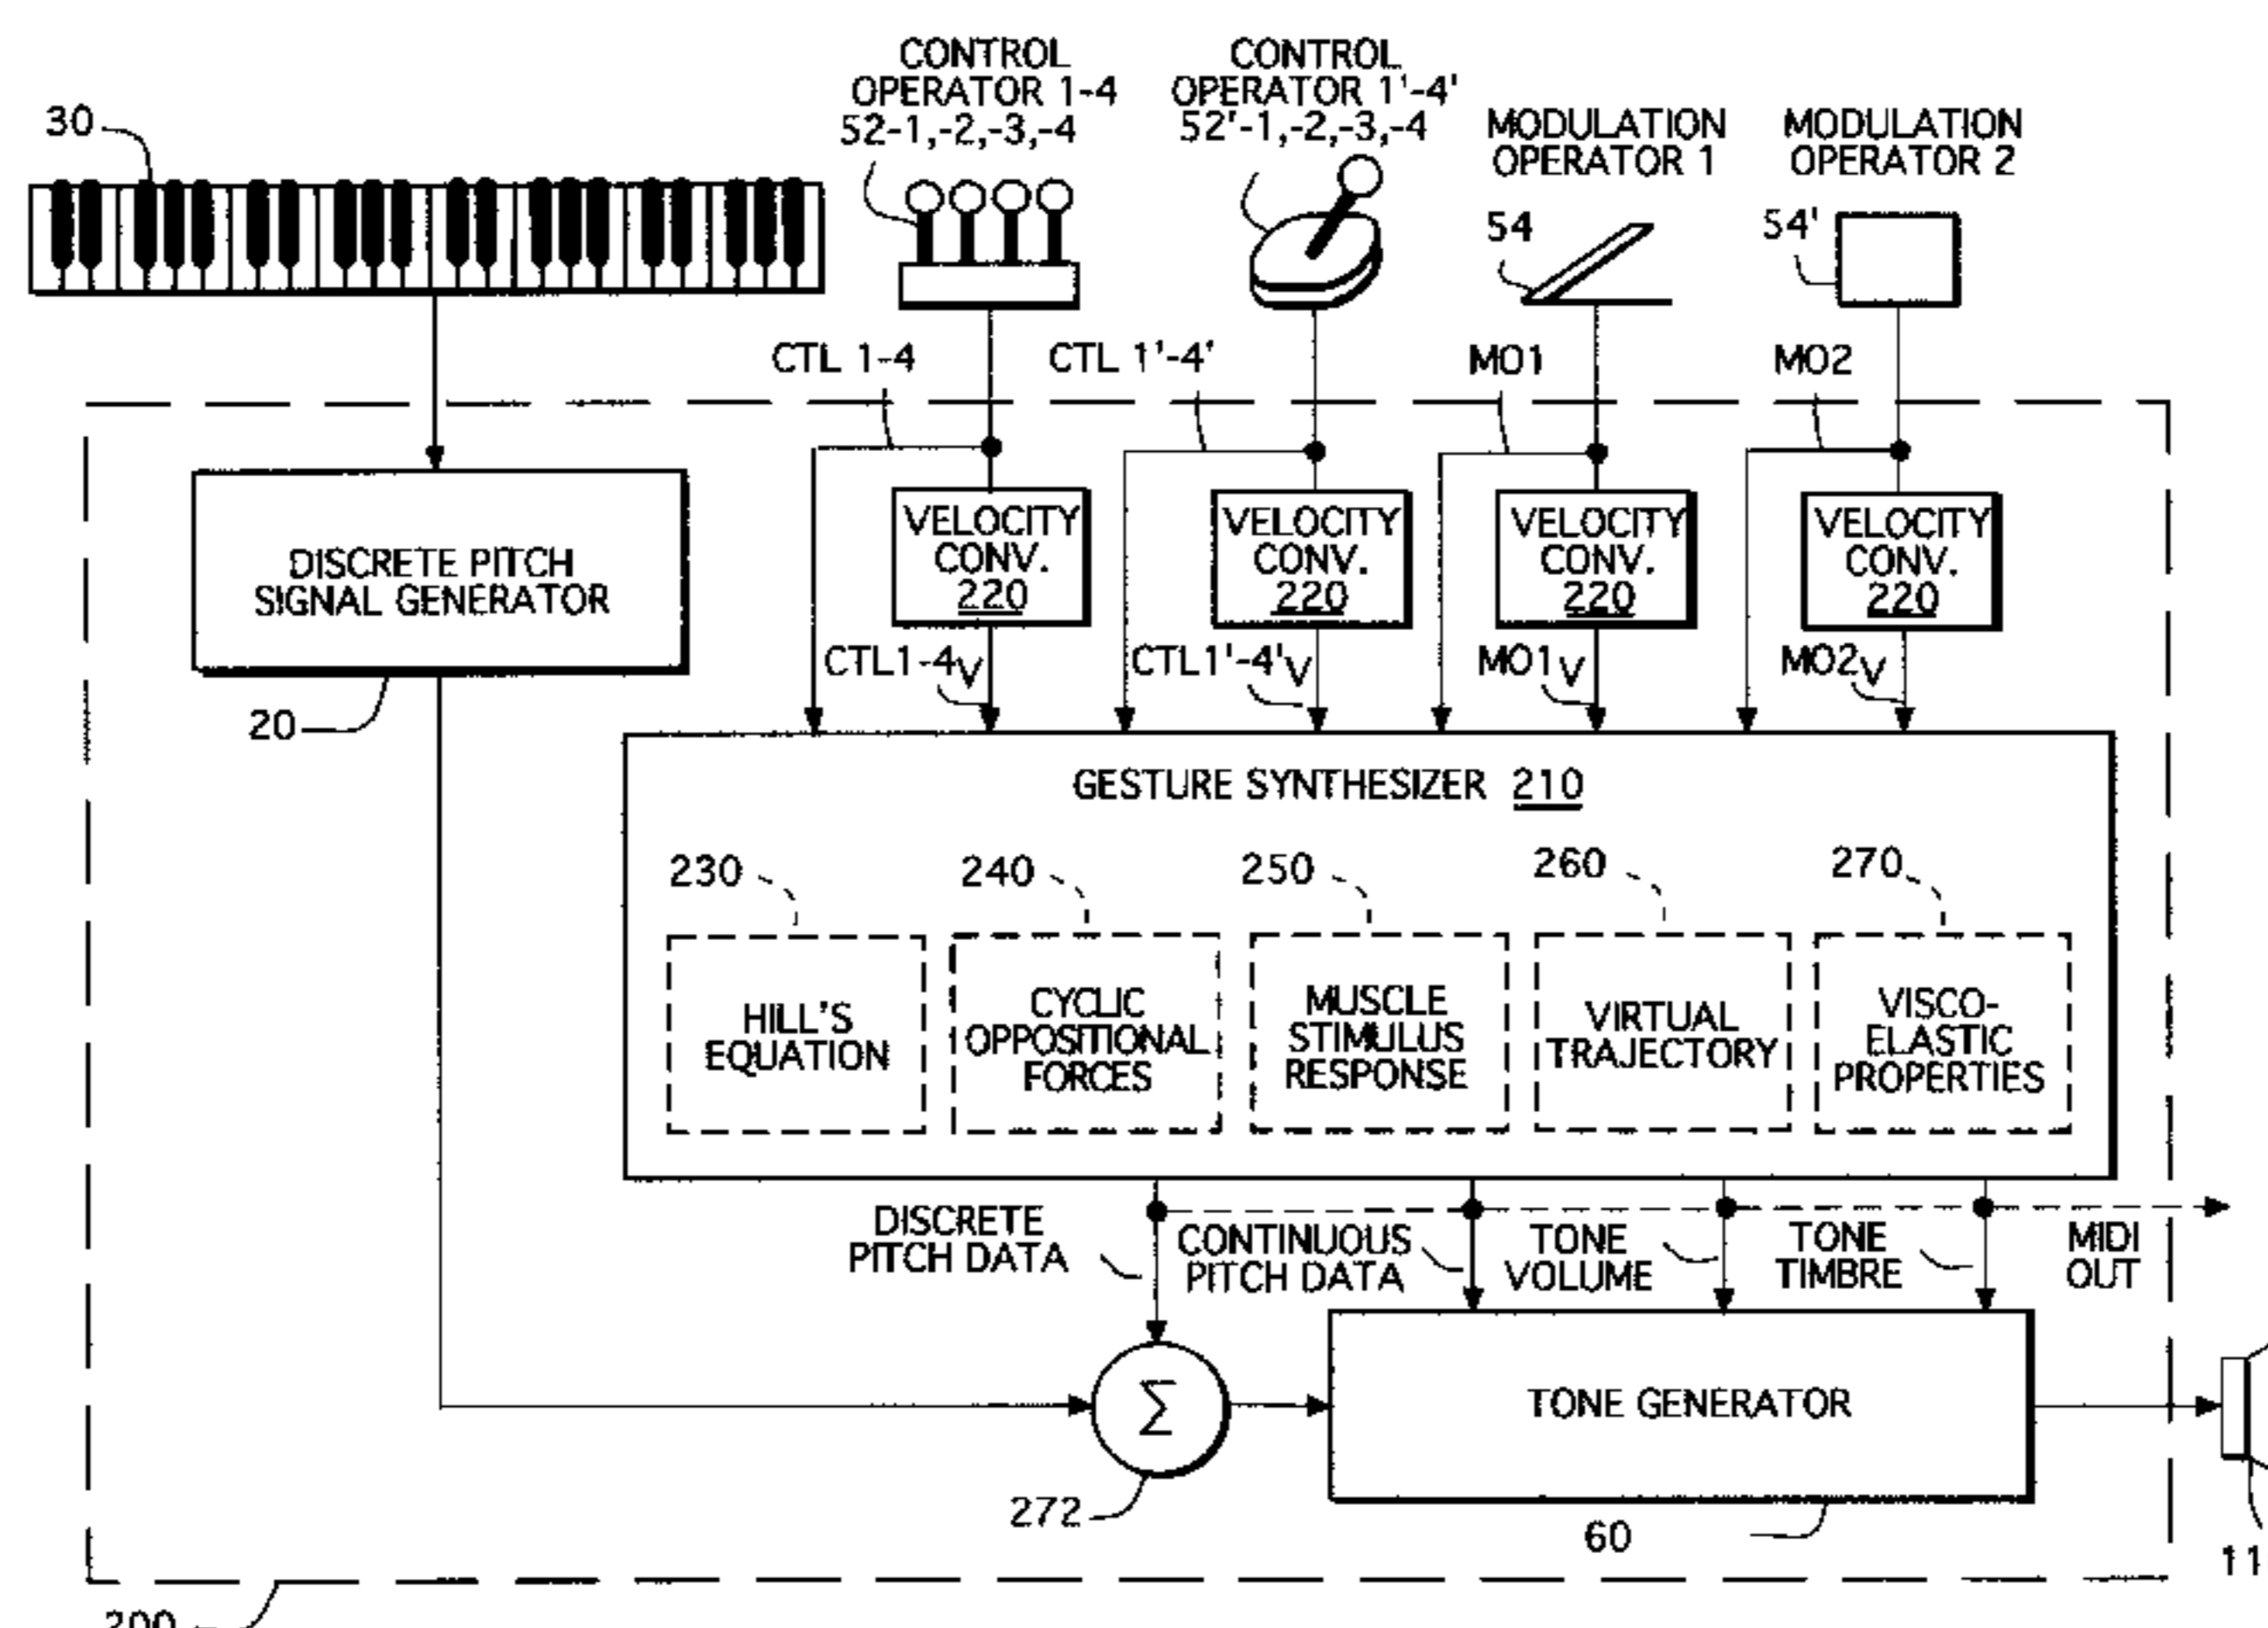 CONTROL
OPERATOR 1-4
52-1,-2,-3,-4
CONTROL
OPERATOR 1'-4'
52'-1,-2,-3,-4
MODULATION
OPERATOR 1
MODULATION
OPERATOR 2
30
54
54'
CTL 1-4
CTL 1'-4'
MO1
MO2
DISCRETE PITCH
SIGNAL GENERATOR
VELOCITY
CONV.
220
VELOCITY
CONV.
220
VELOCITY
CONV.
220
VELOCITY
CONV.
220
CTL1-4V
CTL1'-4'V
MO1V
MO2V
20
GESTURE SYNTHESIZER 210
230
240
250
260
270
HILL'S
EQUATION
CYCLIC
OPPOSITIONAL
FORCES
MUSCLE
STIMULUS
RESPONSE
VIRTUAL
TRAJECTORY
VISCO-
ELASTIC
PROPERTIES
DISCRETE
PITCH DATA
CONTINUOUS
PITCH DATA
TONE
VOLUME
TONE
TIMBRE
MIDI
OUT
Σ
TONE GENERATOR
272
60
11
200